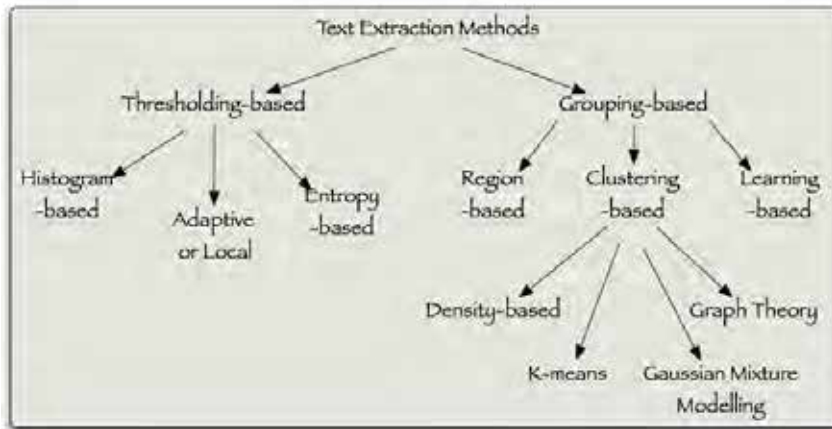 Text Extraction Methods
Thresholding-based
Grouping-based
Histogram
-based
Adaptive
or Local
Entropy
-based
Region
-based
Clustering
-based
Learning
-based
Density-based
K-means
Gaussian Mixture
Modelling
Graph Theory